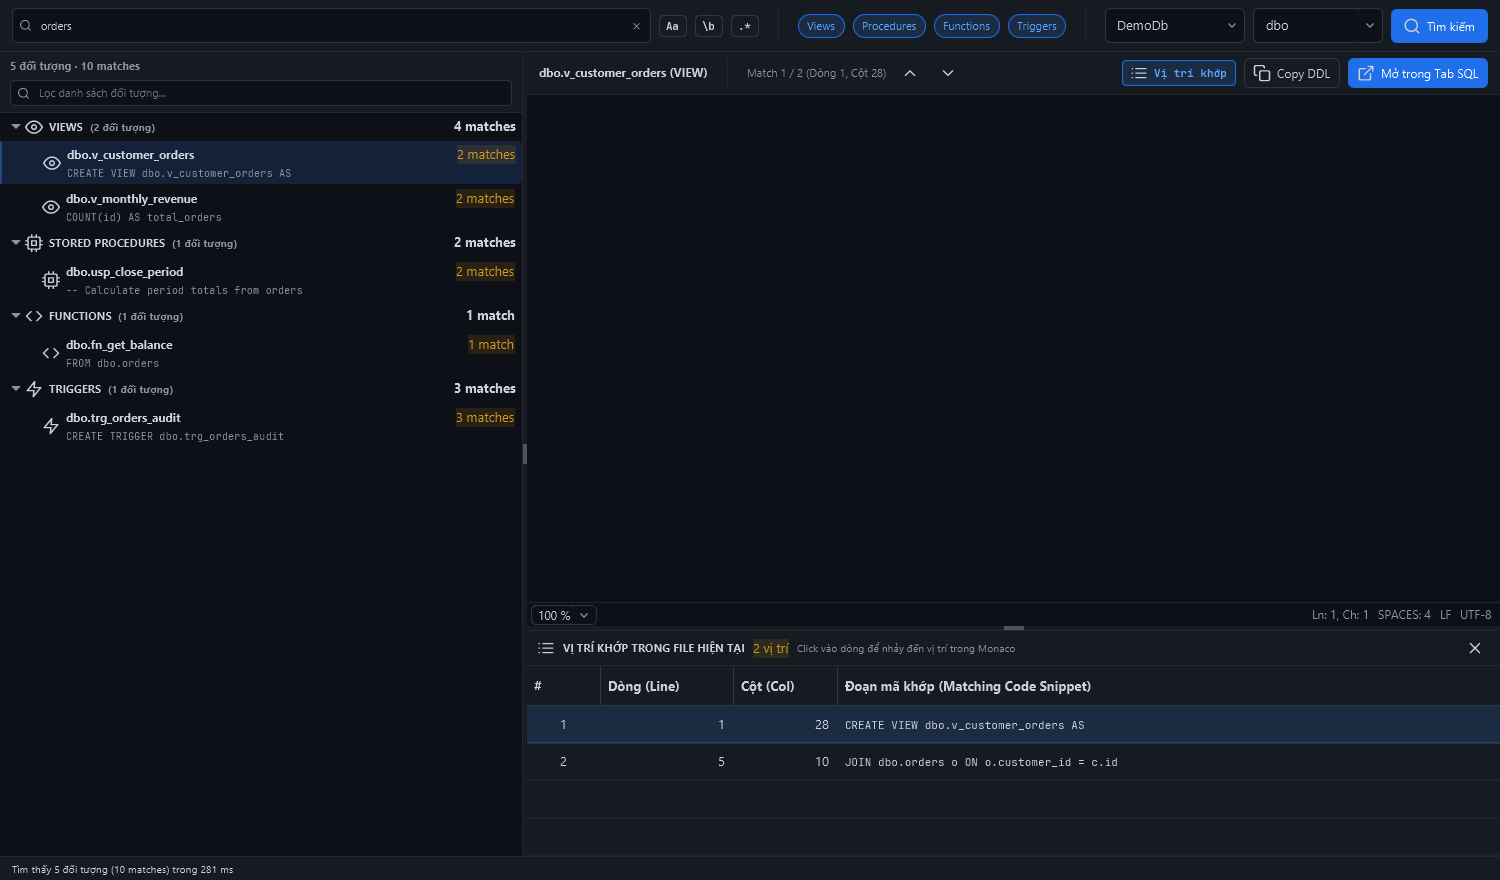 orders
Aa \b .*
Views Procedures Functions Triggers
DemoDb dbo Tìm kiếm
5 đối tượng · 10 matches
Lọc danh sách đối tượng...
VIEWS (2 đối tượng) 4 matches
dbo.v_customer_orders 2 matches
CREATE VIEW dbo.v_customer_orders AS
dbo.v_monthly_revenue 2 matches
COUNT(id) AS total_orders
STORED PROCEDURES (1 đối tượng) 2 matches
dbo.usp_close_period 2 matches
-- Calculate period totals from orders
FUNCTIONS (1 đối tượng) 1 match
dbo.fn_get_balance 1 match
FROM dbo.orders
TRIGGERS (1 đối tượng) 3 matches
dbo.trg_orders_audit 3 matches
CREATE TRIGGER dbo.trg_orders_audit
dbo.v_customer_orders (VIEW) Match 1 / 2 (Dòng 1, Cột 28) Vị trí khớp Copy DDL Mở trong Tab SQL
100 % Ln: 1, Ch: 1 SPACES: 4 LF UTF-8
VỊ TRÍ KHỚP TRONG FILE HIỆN TẠI 2 vị trí Click vào dòng để nhảy đến vị trí trong Monaco
# Dòng (Line) Cột (Col) Đoạn mã khớp (Matching Code Snippet)
1 1 28 CREATE VIEW dbo.v_customer_orders AS
2 5 10 JOIN dbo.orders o ON o.customer_id = c.id
Tìm thấy 5 đối tượng (10 matches) trong 281 ms